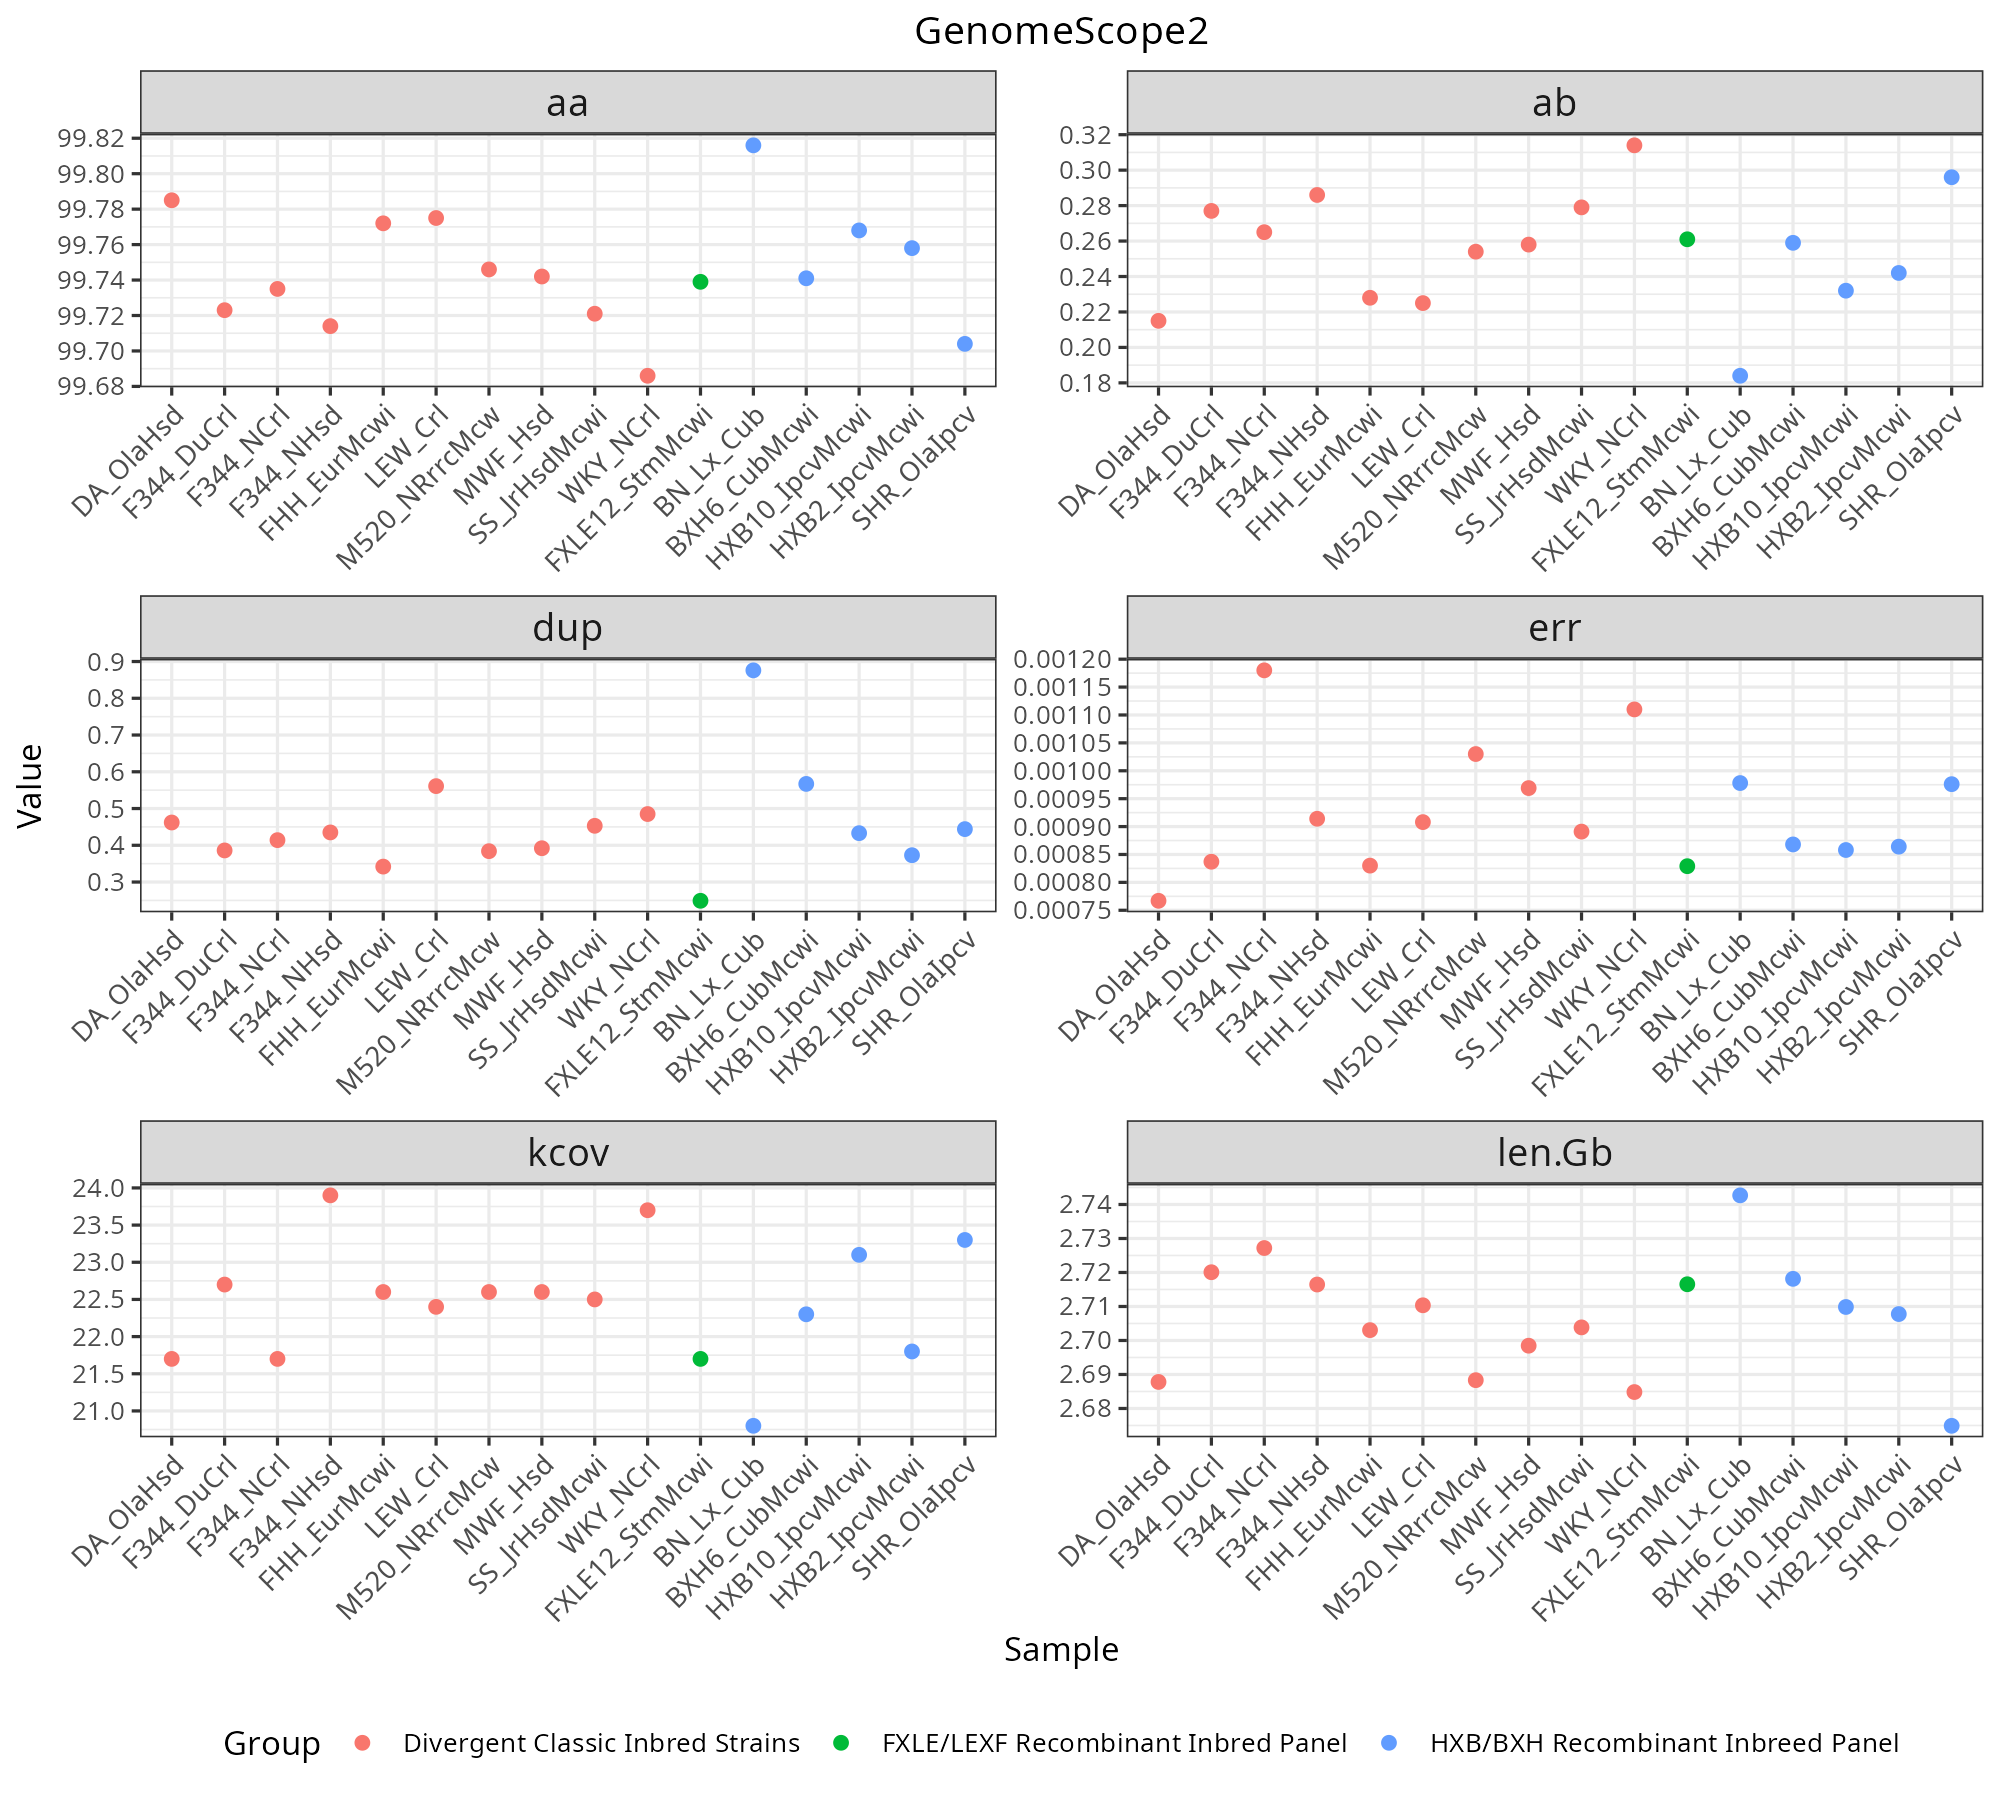 GenomeScope2
aa
99.82
99.80
99.78
99.76
99.74
99.72
99.70
99.68
DA_OlaHsd
F344_DuCrl
F344_NCrl
F344_NHsd
FHH_EurMcwi
LEW_Crl
M520_NRrrcMcw
MWF_Hsd
SS_JrHsdMcwi
WKY_NCrl
FXLE12_StmMcwi
BN_Lx_Cub
BXH6_CubMcwi
HXB10_IpcvMcwi
HXB2_IpcvMcwi
SHR_OlaIpcv
ab
0.32
0.30
0.28
0.26
0.24
0.22
0.20
0.18
DA_OlaHsd
F344_DuCrl
F344_NCrl
F344_NHsd
FHH_EurMcwi
LEW_Crl
M520_NRrrcMcw
MWF_Hsd
SS_JrHsdMcwi
WKY_NCrl
FXLE12_StmMcwi
BN_Lx_Cub
BXH6_CubMcwi
HXB10_IpcvMcwi
HXB2_IpcvMcwi
SHR_OlaIpcv
Value
dup
0.9
0.8
0.7
0.6
0.5
0.4
0.3
DA_OlaHsd
F344_DuCrl
F344_NCrl
F344_NHsd
FHH_EurMcwi
LEW_Crl
M520_NRrrcMcw
MWF_Hsd
SS_JrHsdMcwi
WKY_NCrl
FXLE12_StmMcwi
BN_Lx_Cub
BXH6_CubMcwi
HXB10_IpcvMcwi
HXB2_IpcvMcwi
SHR_OlaIpcv
err
0.00120
0.00115
0.00110
0.00105
0.00100
0.00095
0.00090
0.00085
0.00080
0.00075
DA_OlaHsd
F344_DuCrl
F344_NCrl
F344_NHsd
FHH_EurMcwi
LEW_Crl
M520_NRrrcMcw
MWF_Hsd
SS_JrHsdMcwi
WKY_NCrl
FXLE12_StmMcwi
BN_Lx_Cub
BXH6_CubMcwi
HXB10_IpcvMcwi
HXB2_IpcvMcwi
SHR_OlaIpcv
kcov
24.0
23.5
23.0
22.5
22.0
21.5
21.0
DA_OlaHsd
F344_DuCrl
F344_NCrl
F344_NHsd
FHH_EurMcwi
LEW_Crl
M520_NRrrcMcw
MWF_Hsd
SS_JrHsdMcwi
WKY_NCrl
FXLE12_StmMcwi
BN_Lx_Cub
BXH6_CubMcwi
HXB10_IpcvMcwi
HXB2_IpcvMcwi
SHR_OlaIpcv
len.Gb
2.74
2.73
2.72
2.71
2.70
2.69
2.68
DA_OlaHsd
F344_DuCrl
F344_NCrl
F344_NHsd
FHH_EurMcwi
LEW_Crl
M520_NRrrcMcw
MWF_Hsd
SS_JrHsdMcwi
WKY_NCrl
FXLE12_StmMcwi
BN_Lx_Cub
BXH6_CubMcwi
HXB10_IpcvMcwi
HXB2_IpcvMcwi
SHR_OlaIpcv
Sample
Group
Divergent Classic Inbred Strains
FXLE/LEXF Recombinant Inbred Panel
HXB/BXH Recombinant Inbreed Panel